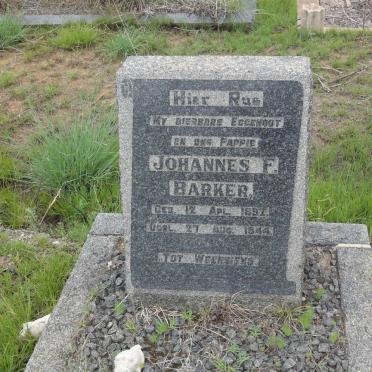 HIER RUS
MY DIERBARE EGGENOOT
EN ONS PAPPIE
JOHANNES F.
BARKER.
GEB. 12 APL. 1897
OORL. 27 AUG. 1944
TOT WEERSIENS.